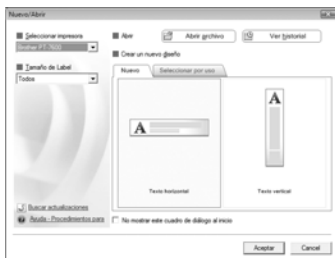 Nuevo/Abrir
Seleccionar impresora
Brother PT-7600
Tamaño de Label
Todos
Buscar actualizaciones
Ayuda - Procedimientos para
Abrir
Abrir archivo
Ver historial
Crear un nuevo diseño
Nuevo
Seleccionar por uso
A
Texto horizontal
A
Texto vertical
No mostrar este cuadro de diálogo al inicio
Aceptar
Cancel